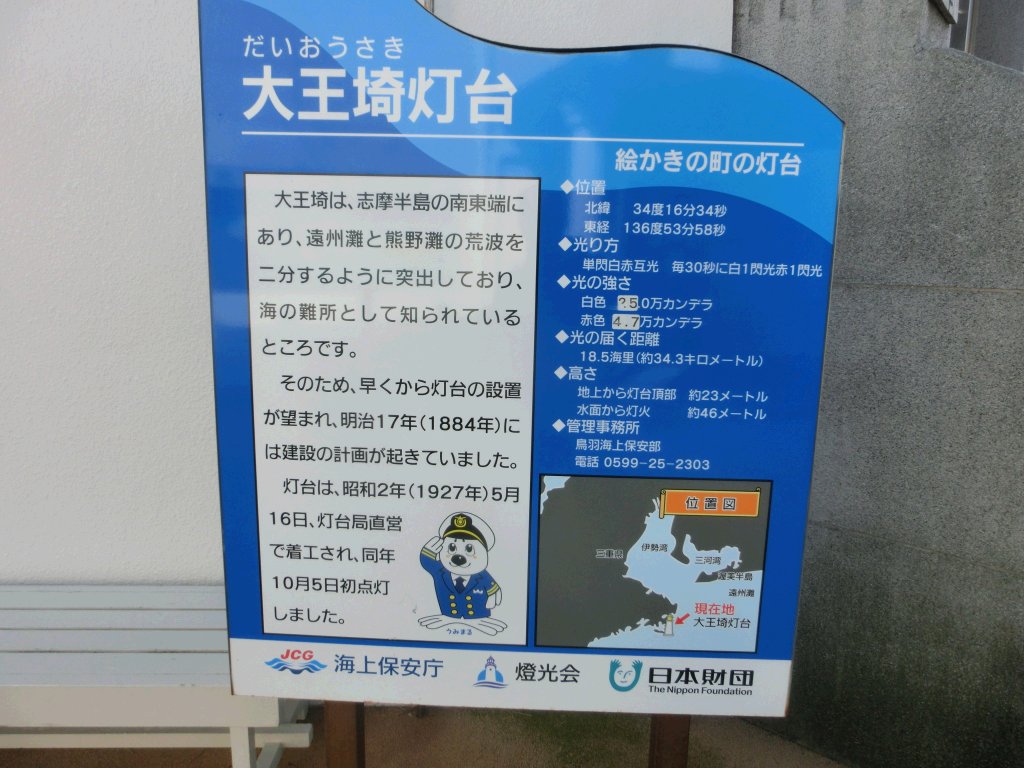 だいおうさき
大王埼灯台
絵かきの町の灯台
大王埼は、志摩半島の南東端に
あり、遠州灘と熊野灘の荒波を
二分するように突出しており、
海の難所として知られている
ところです。
そのため、早くから灯台の設置
が望まれ、明治17年(1884年)に
は建設の計画が起きていました。
灯台は、昭和2年(1927年)5月
16日、灯台局直営
で着工され、同年
10月5日初点灯
しました。
うみまる
◆位置
北緯 34度16分34秒
東経 136度53分58秒
◆光り方
単閃白赤互光 毎30秒に白1閃光赤1閃光
◆光の強さ
白色 5.0万カンデラ
赤色 4.7万カンデラ
◆光の届く距離
18.5海里(約34.3キロメートル)
◆高さ
地上から灯台頂部 約23メートル
水面から灯火 約46メートル
◆管理事務所
鳥羽海上保安部
電話 0599-25-2303
位置図
三重県
伊勢湾
三河湾
渥美半島
遠州灘
現在地
大王埼灯台
JCG 海上保安庁
燈光会
日本財団
The Nippon Foundation